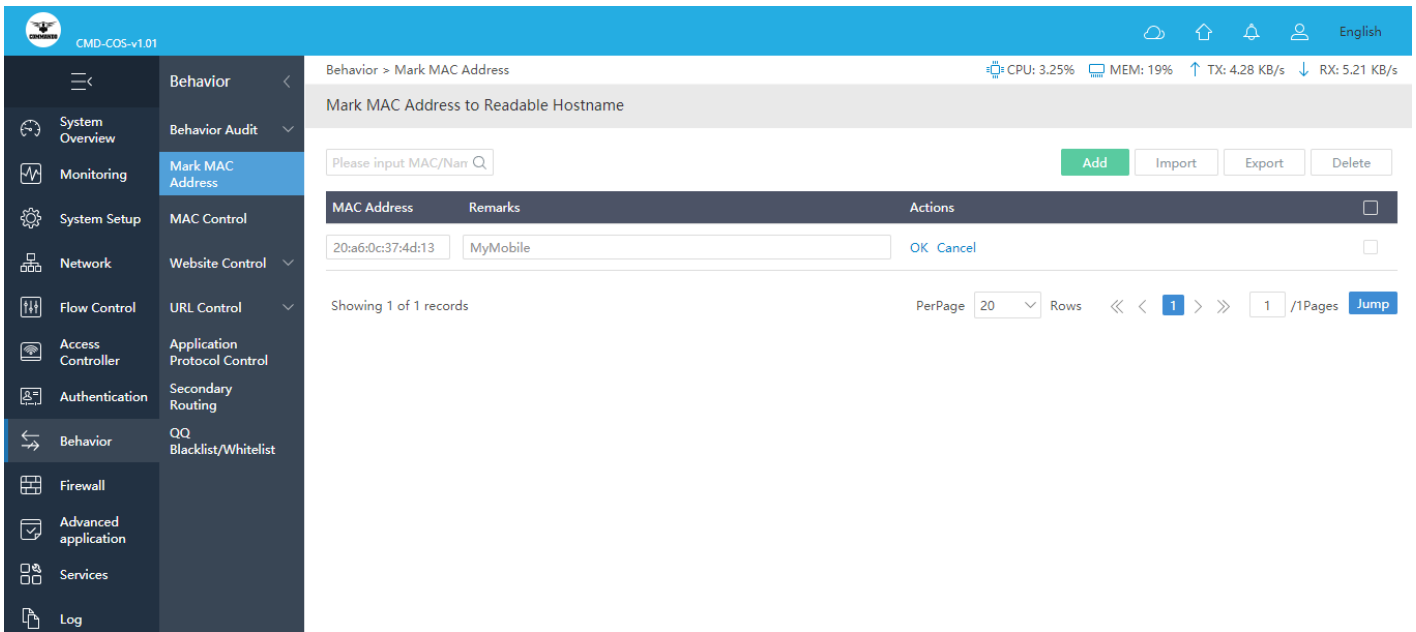 COMMANDO
CMD-COS-v1.01
English
Behavior
Behavior > Mark MAC Address
CPU: 3.25%
MEM: 19%
TX: 4.28 KB/s
RX: 5.21 KB/s
Mark MAC Address to Readable Hostname
System
Overview
Monitoring
System Setup
Network
Flow Control
Access
Controller
Authentication
Behavior
Firewall
Advanced
application
Services
Log
Behavior Audit
Mark MAC
Address
MAC Control
Website Control
URL Control
Application
Protocol Control
Secondary
Routing
QQ
Blacklist/Whitelist
Please input MAC/Nam
Add
Import
Export
Delete
MAC Address Remarks Actions
20:a6:0c:37:4d:13 MyMobile OK Cancel
Showing 1 of 1 records
PerPage 20 Rows << < 1 > >> 1 /1Pages Jump